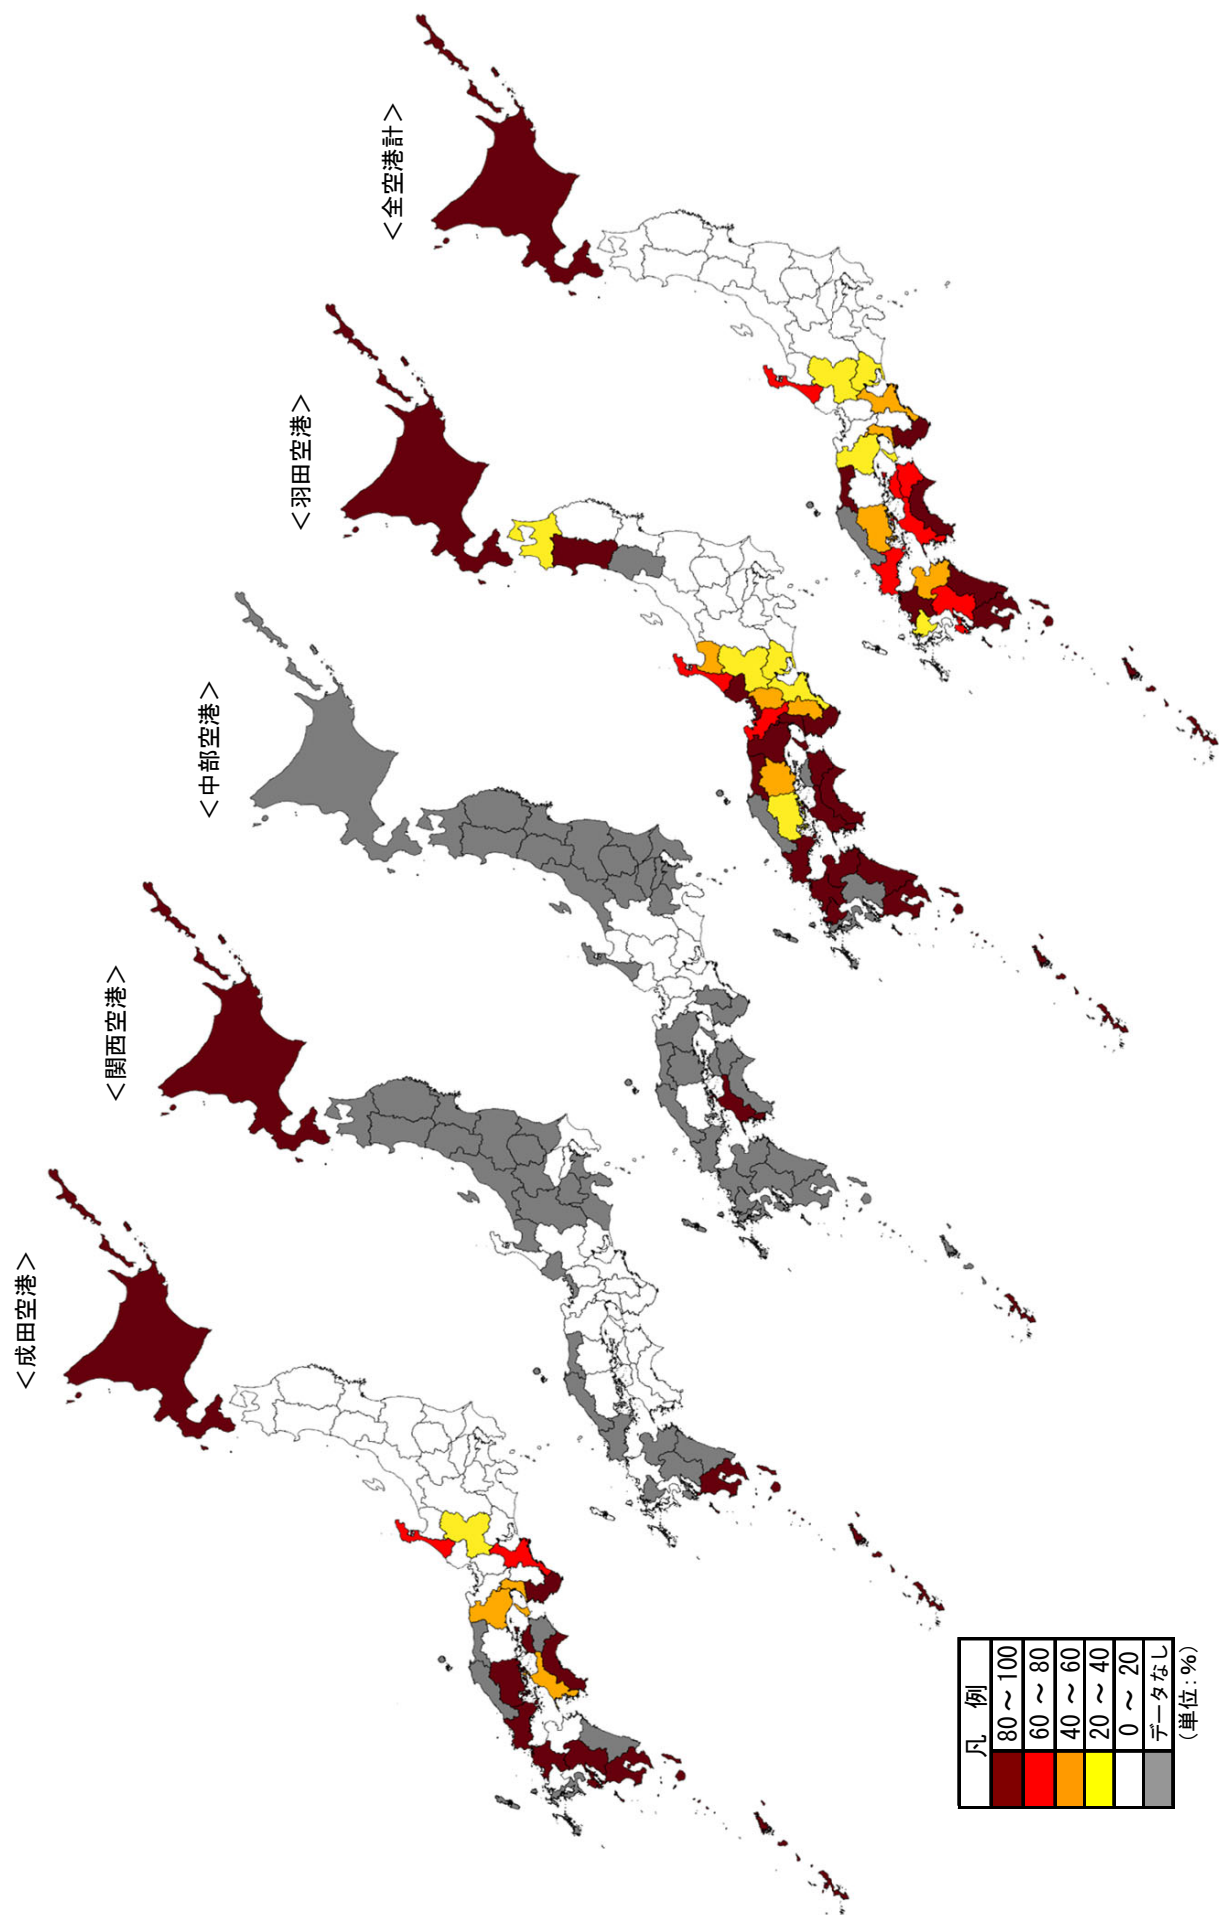 ＜成田空港＞
＜関西空港＞
＜中部空港＞
＜羽田空港＞
＜全空港計＞
凡 例
80～100
60～80
40～60
20～40
0～20
データなし
(単位:%)